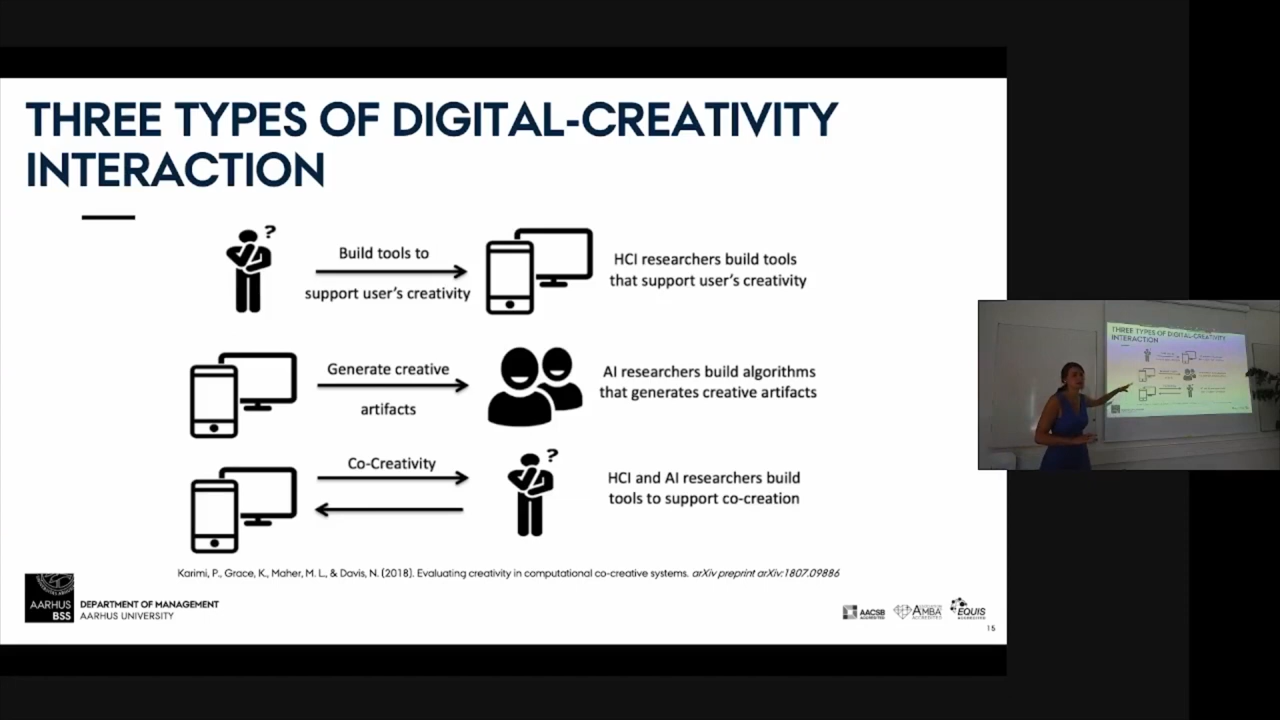 THREE TYPES OF DIGITAL-CREATIVITY
INTERACTION
?
Build tools to
support user's creativity
HCI researchers build tools
that support user's creativity
Generate creative
artifacts
AI researchers build algorithms
that generates creative artifacts
Co-Creativity
?
HCI and AI researchers build
tools to support co-creation
Karimi, P., Grace, K., Maher, M. L., & Davis, N. (2018). Evaluating creativity in computational co-creative systems. arXiv preprint arXiv:1807.09886
AARHUS
BSS
DEPARTMENT OF MANAGEMENT
AARHUS UNIVERSITY
AACSB
ACCREDITED
AMBA
ACCREDITED
EQUIS
ACCREDITED
15
THREE TYPES OF DIGITAL-CREATIVITY
INTERACTION